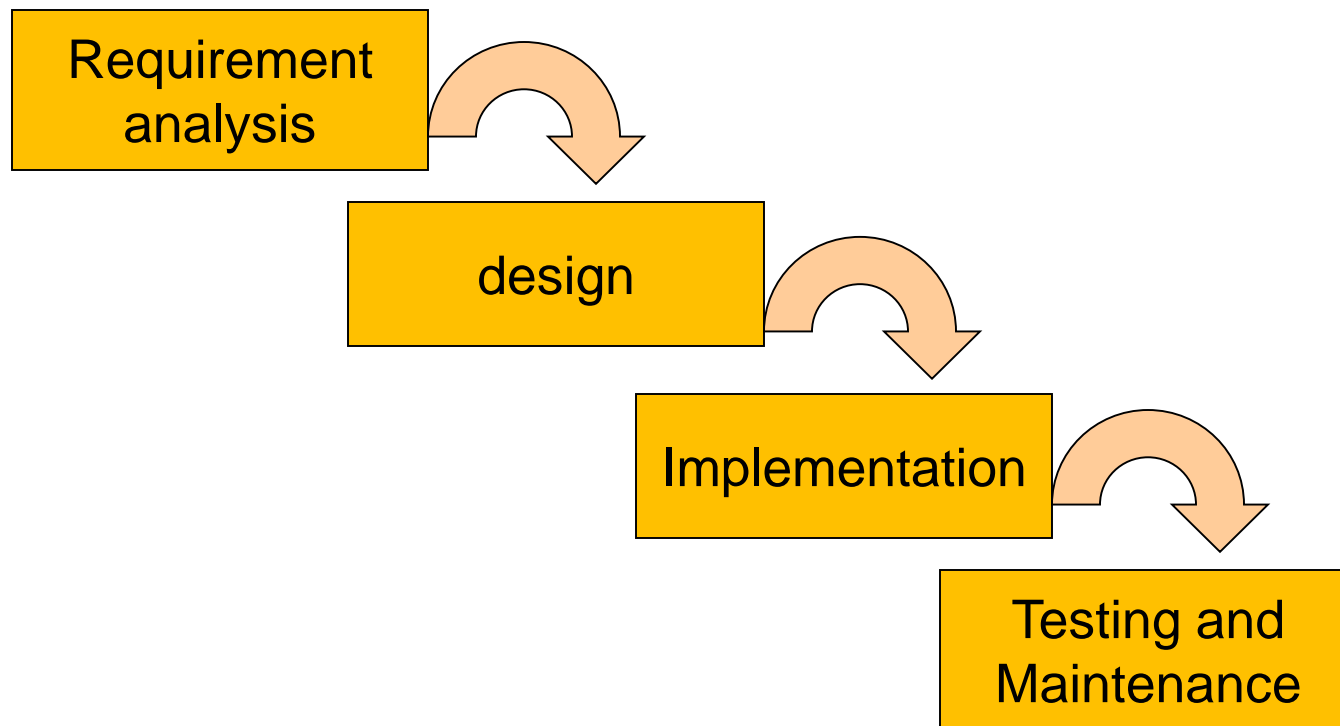 Requirement
analysis
design
Implementation
Testing and
Maintenance